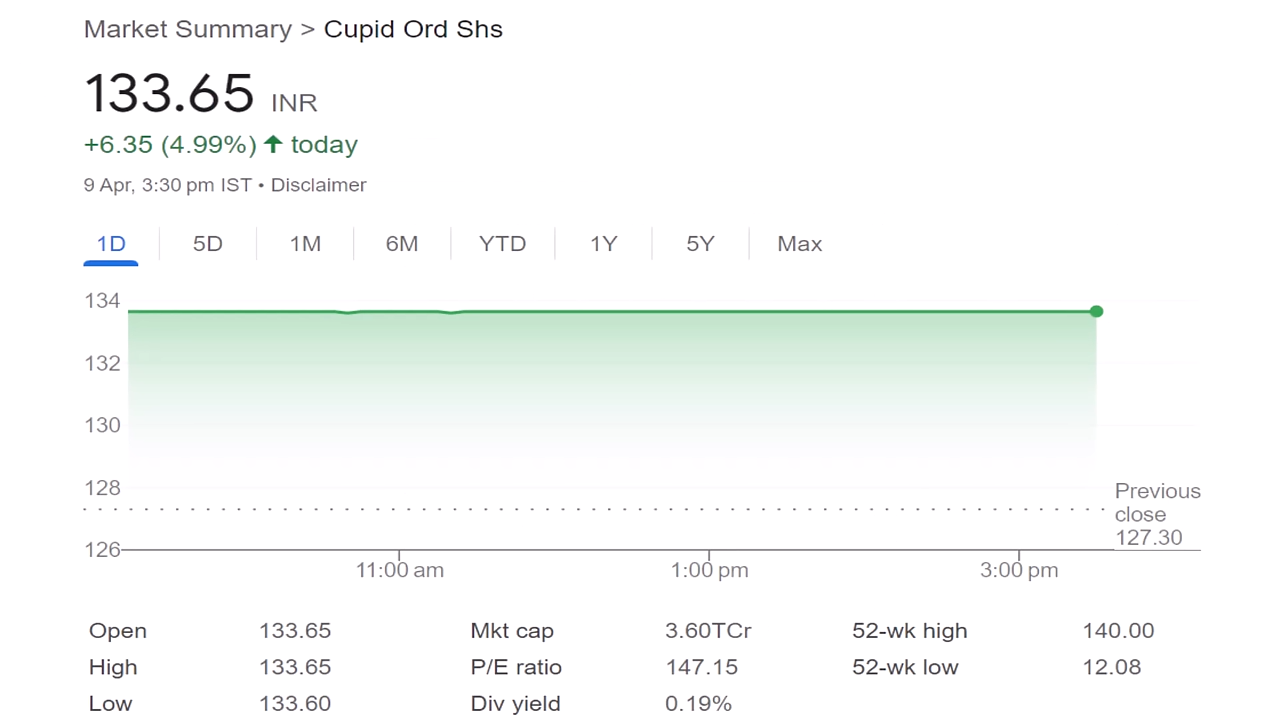 Market Summary > Cupid Ord Shs
133.65 INR
+6.35 (4.99%) ↑ today
9 Apr, 3:30 pm IST • Disclaimer
1D 5D 1M 6M YTD 1Y 5Y Max
134
132
130
128
126
Previous
close
127.30
11:00 am 1:00 pm 3:00 pm
Open 133.65 Mkt cap 3.60TCr 52-wk high 140.00
High 133.65 P/E ratio 147.15 52-wk low 12.08
Low 133.60 Div yield 0.19%